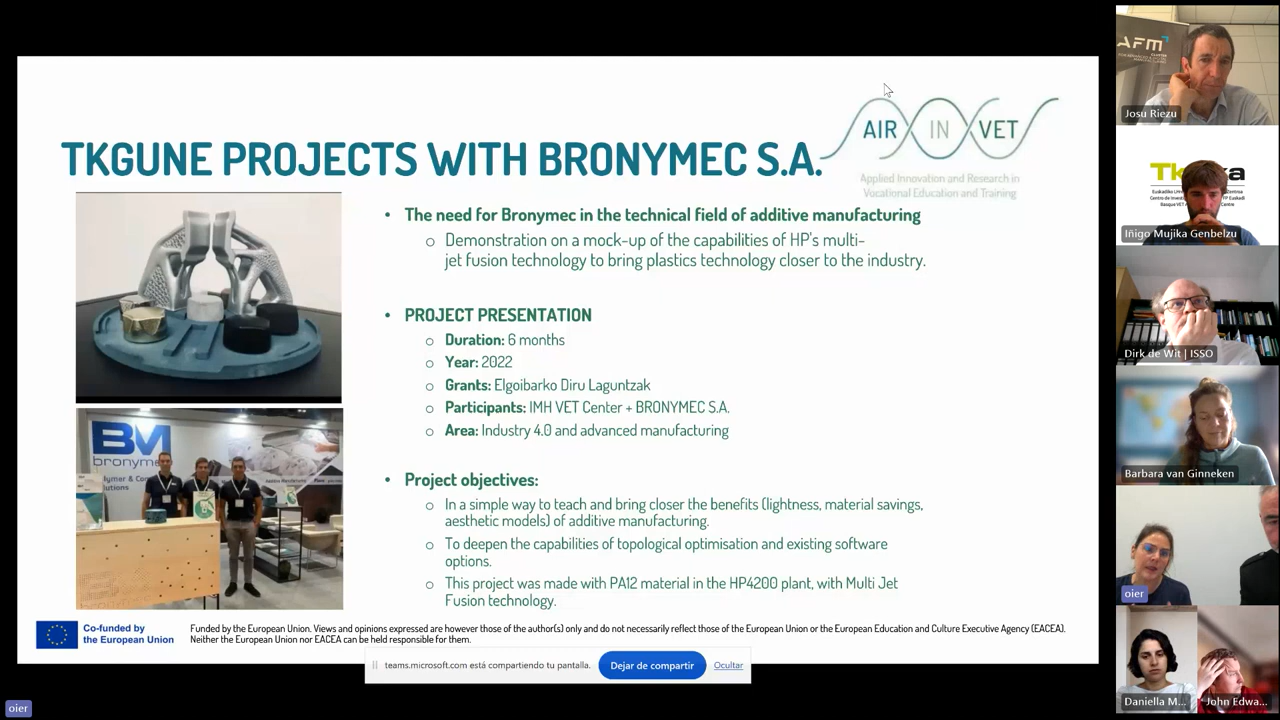 TKGUNE PROJECTS WITH BRONYMEC S.A.
AIR IN VET
Applied Innovation and Research in
Vocational Education and Training
• The need for Bronymec in the technical field of additive manufacturing
o Demonstration on a mock-up of the capabilities of HP's multi-
jet fusion technology to bring plastics technology closer to the industry.
• PROJECT PRESENTATION
o Duration: 6 months
o Year: 2022
o Grants: Elgoibarko Diru Laguntzak
o Participants: IMH VET Center + BRONYMEC S.A.
o Area: Industry 4.0 and advanced manufacturing
• Project objectives:
o In a simple way to teach and bring closer the benefits (lightness, material savings,
aesthetic models) of additive manufacturing.
o To deepen the capabilities of topological optimisation and existing software
options.
o This project was made with PA12 material in the HP4200 plant, with Multi Jet
Fusion technology.
BM
bronyme
Co-funded by
the European Union
Funded by the European Union. Views and opinions expressed are however those of the author(s) only and do not necessarily reflect those of the European Union or the European Education and Culture Executive Agency (EACEA).
Neither the European Union nor EACEA can be held responsible for them.
teams.microsoft.com está compartiendo tu pantalla.
Dejar de compartir
Ocultar
oier
AFM
CLUSTER
Josu Riezu
Tk
a
Iñigo Mujika Genbelzu
Dirk de Wit | ISSO
Barbara van Ginneken
oier
Daniella M...
John Edwa...